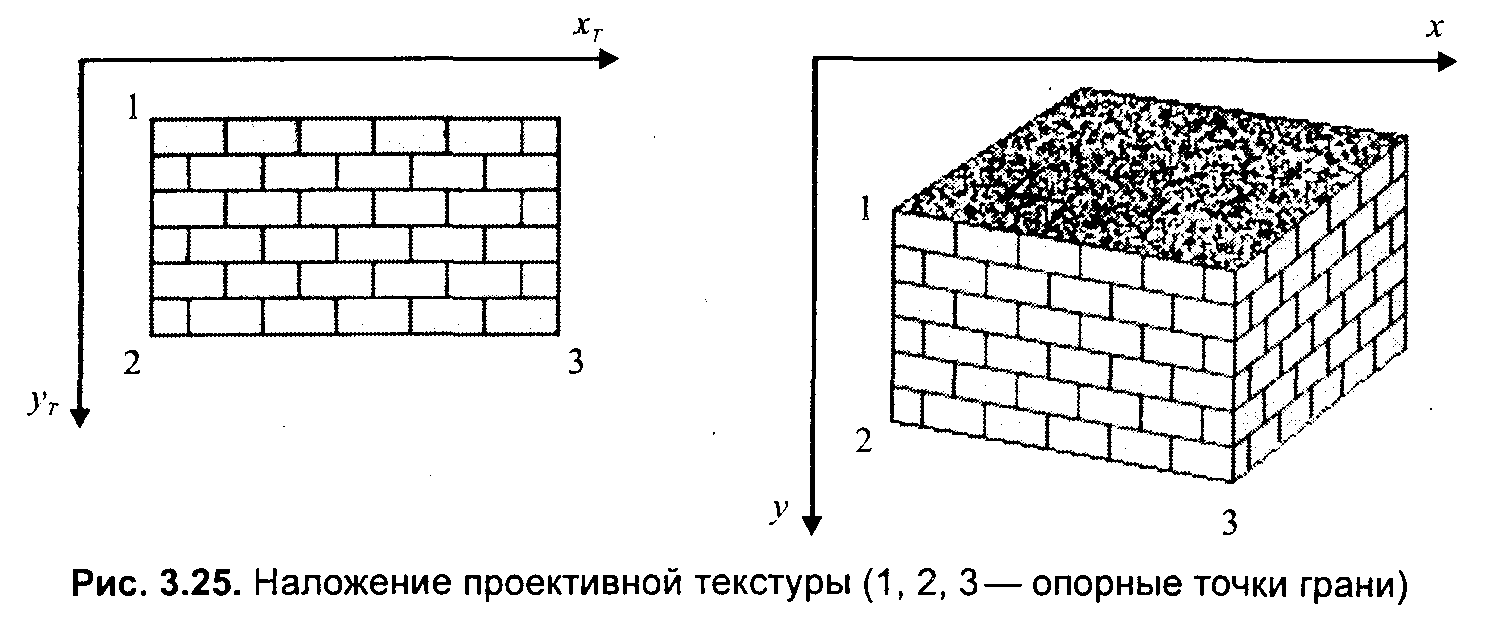 x_T
x
1
1
2
3
y_T
2
y
3
Рис. 3.25. Наложение проективной текстуры (1, 2, 3— опорные точки грани)